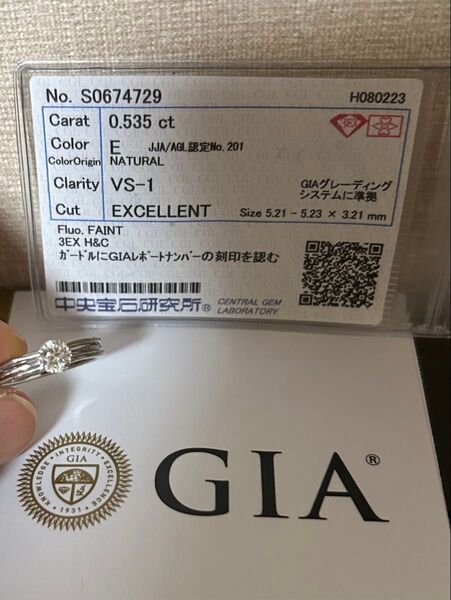 No. S0674729 H080223
Carat 0.535 ct
Color E JJA/AGL認定No.201
ColorOrigin NATURAL
Clarity VS-1 GIAグレーディング
システムに準拠
Cut EXCELLENT Size 5.21 - 5.23 × 3.21 mm
Fluo. FAINT
3EX H&C
ガードルにGIAレポートナンバーの刻印を認む
中央宝石研究所® CENTRAL GEM
LABORATORY
GIA®
KNOWLEDGE • INTEGRITY • EXCELLENCE
GIA
1931